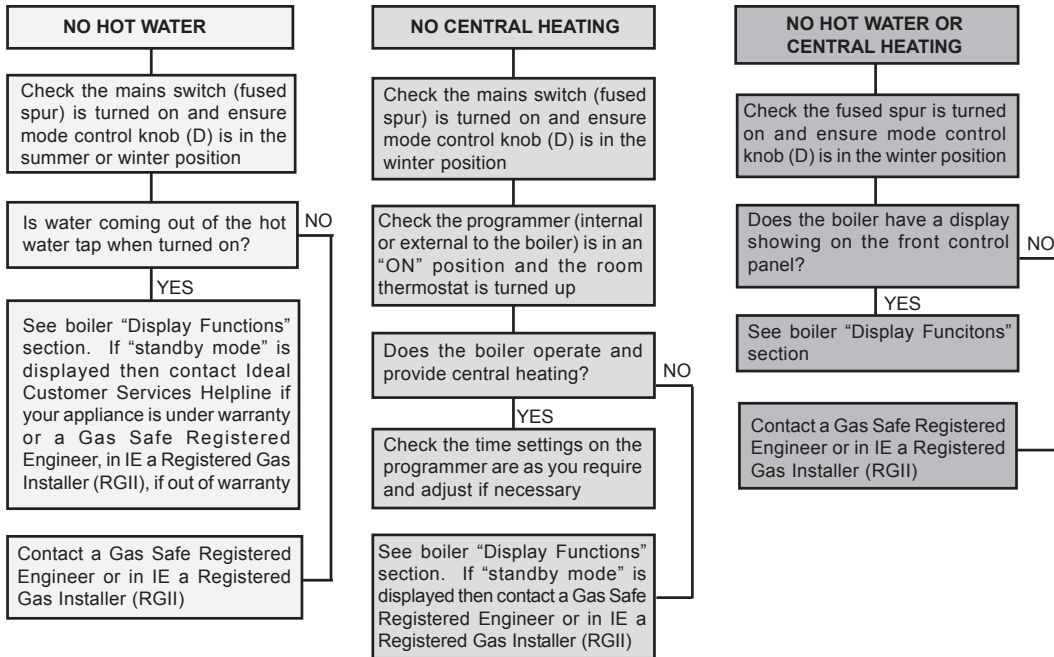 NO HOT WATER
Check the mains switch (fused
spur) is turned on and ensure
mode control knob (D) is in the
summer or winter position
Is water coming out of the hot
water tap when turned on?
NO
YES
See boiler “Display Functions”
section. If “standby mode” is
displayed then contact Ideal
Customer Services Helpline if
your appliance is under warranty
or a Gas Safe Registered
Engineer, in IE a Registered Gas
Installer (RGII), if out of warranty
Contact a Gas Safe Registered
Engineer or in IE a Registered
Gas Installer (RGII)
NO CENTRAL HEATING
Check the mains switch (fused
spur) is turned on and ensure
mode control knob (D) is in the
winter position
Check the programmer (internal
or external to the boiler) is in an
“ON” position and the room
thermostat is turned up
Does the boiler operate and
provide central heating?
NO
YES
Check the time settings on the
programmer are as you require
and adjust if necessary
See boiler “Display Functions”
section. If “standby mode” is
displayed then contact a Gas Safe
Registered Engineer or in IE a
Registered Gas Installer (RGII)
NO HOT WATER OR
CENTRAL HEATING
Check the fused spur is turned
on and ensure mode control
knob (D) is in the winter position
Does the boiler have a display
showing on the front control
panel?
NO
YES
See boiler “Display Funcitons”
section
Contact a Gas Safe Registered
Engineer or in IE a Registered
Gas Installer (RGII)